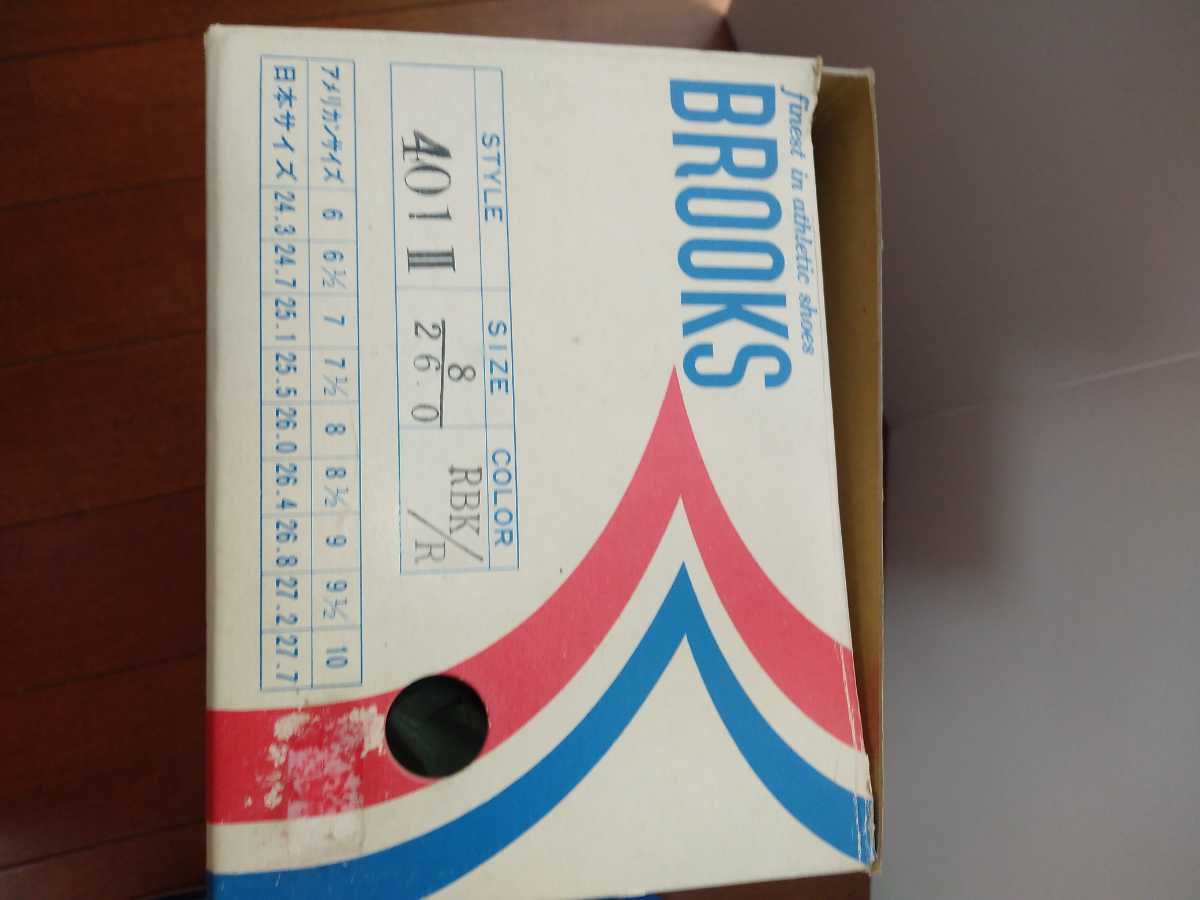 finest in athletic shoes
BROOKS
STYLE SIZE COLOR
401 III 8 RBK/
26.0 /R
アメリカンサイズ 6 6½ 7 7½ 8 8½ 9 9½ 10
日本サイズ 24.3 24.7 25.1 25.5 26.0 26.4 26.8 27.2 27.7